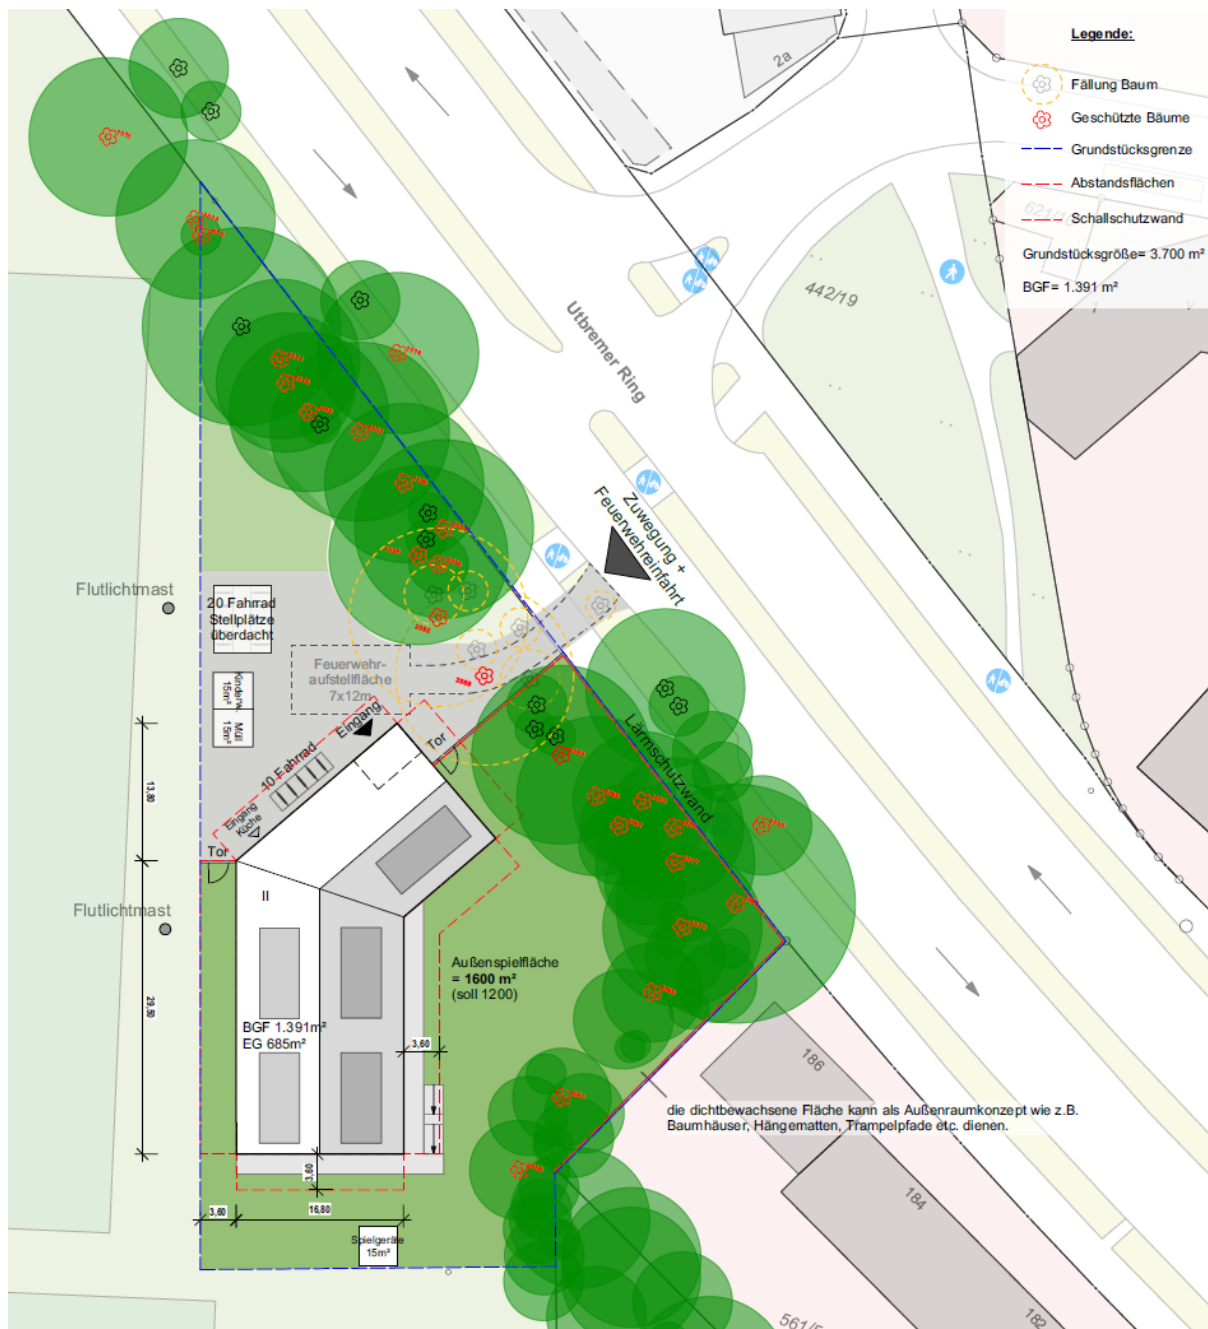 Legende:
Fällung Baum
Geschützte Bäume
Grundstücksgrenze
Abstandsflächen
Schallschutzwand
Grundstücksgröße= 3.700 m²
BGF= 1.391 m²
2a
442/19
Utbremer Ring
Zuwegung +
Feuerwehreinfahrt
Flutlichtmast
20 Fahrrad
Stellplätze
überdacht
Feuerwehr-
aufstellfläche
7x12m
Kinderw.
15m²
Müll
15m²
Eingang
Tor
10 Fahrrad
Eingang
Küche
Tor
Lärmschutzwand
13,80
II
Flutlichtmast
Außenspielfläche
= 1600 m²
(soll 1200)
29,50
BGF 1.391m²
EG 685m²
3,60
186
die dichtbewachsene Fläche kann als Außenraumkonzept wie z.B.
Baumhäuser, Hängematten, Trampelpfade etc. dienen.
3,60
184
3,60
16,80
Spielgeräte
15m²
182